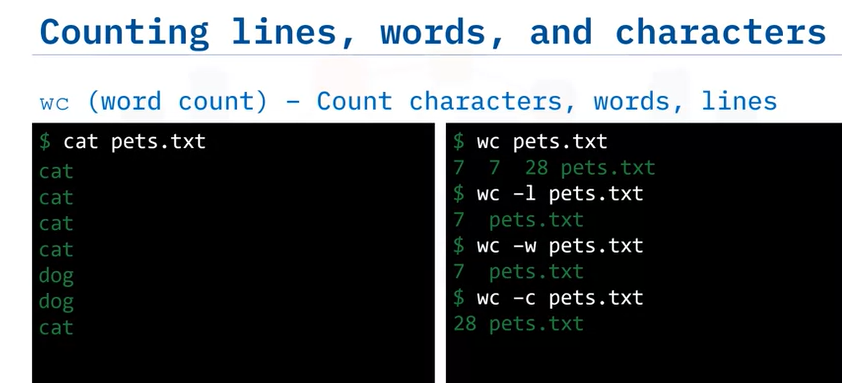 Counting lines, words, and characters
wc (word count) – Count characters, words, lines
$ cat pets.txt
cat
cat
cat
cat
dog
dog
cat
$ wc pets.txt
7 7 28 pets.txt
$ wc –l pets.txt
7 pets.txt
$ wc –w pets.txt
7 pets.txt
$ wc –c pets.txt
28 pets.txt